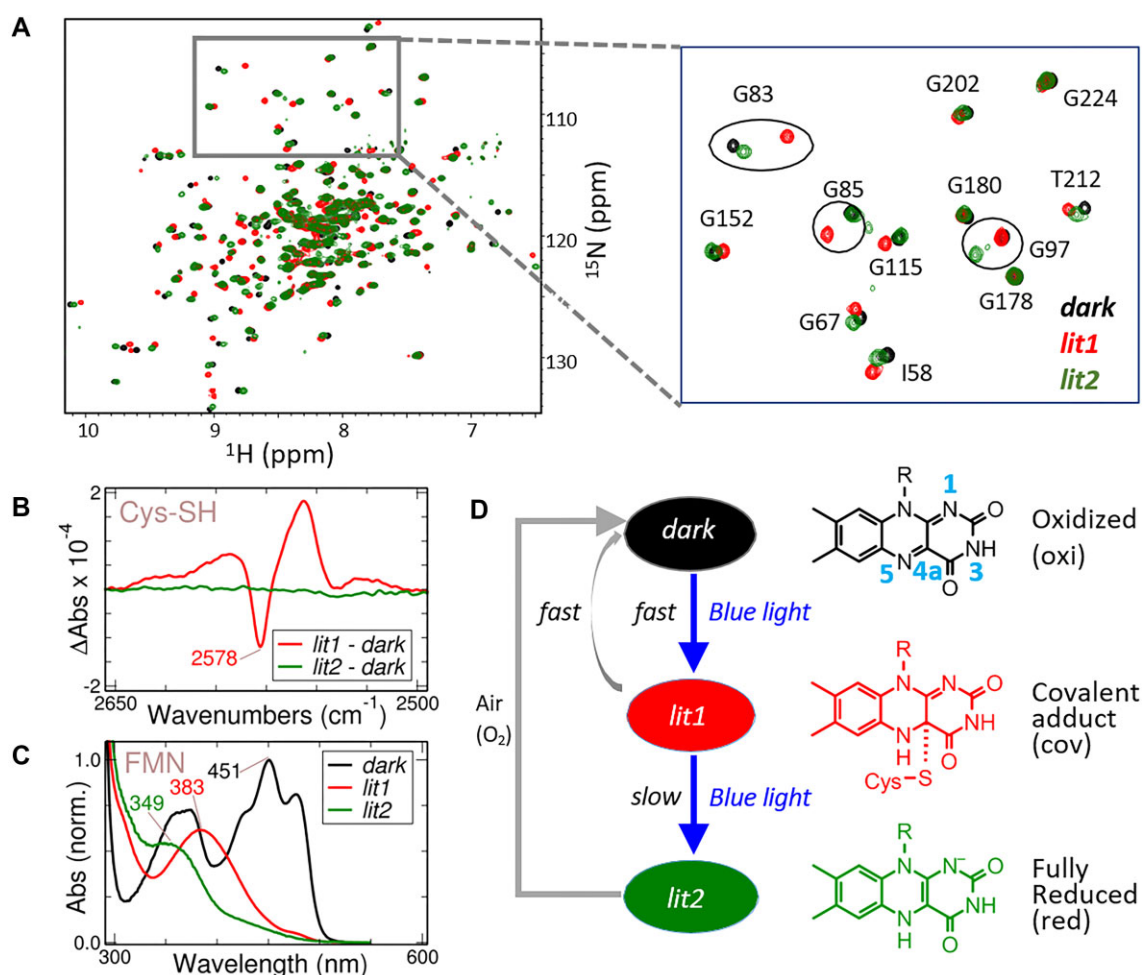 A
10
9
8
7
¹H (ppm)
110
120
130
¹⁵N (ppm)
G83
G202
G224
G85
G180
T212
G152
G115
G97
G67
G178
I58
dark
lit1
lit2
B
Cys-SH
2
-2
ΔAbs x 10⁻⁴
2578
lit1 - dark
lit2 - dark
2650
2500
Wavenumbers (cm⁻¹)
C
FMN
451
383
349
dark
lit1
lit2
1.0
0.0
Abs (norm.)
300
600
Wavelength (nm)
D
dark
fast
fast
Blue light
Air
(O₂)
lit1
slow
Blue light
lit2
R
1
N
N
O
NH
N
5
4a
O
3
Oxidized
(oxi)
R
N
N
O
NH
N
H
O
Cys-S
Covalent
adduct
(cov)
R
N
N⁻
O
NH
N
H
O
Fully
Reduced
(red)